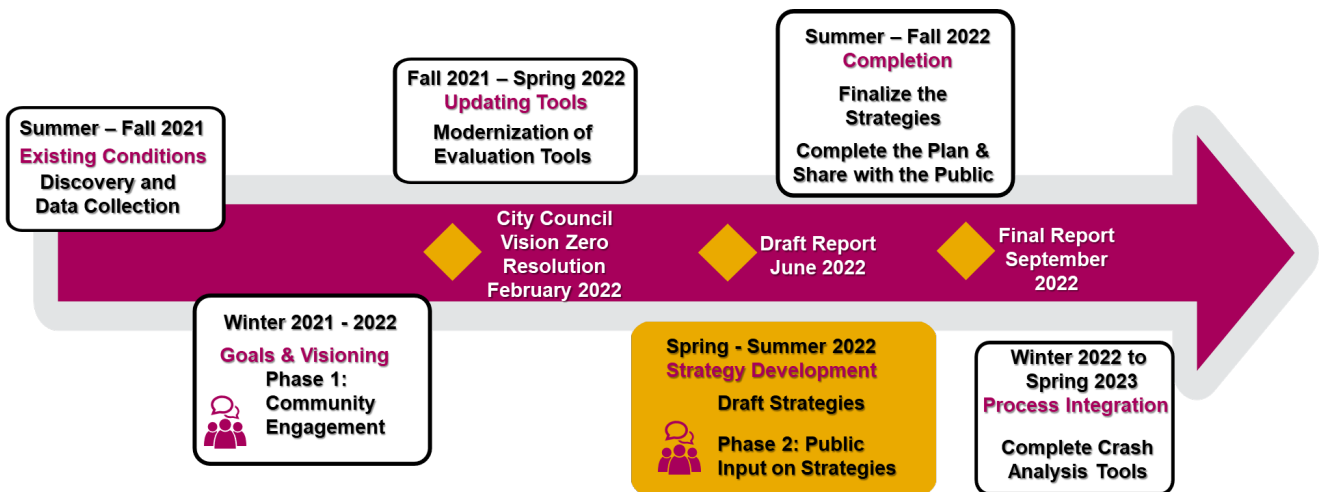 Summer – Fall 2021
Existing Conditions
Discovery and
Data Collection
Winter 2021 - 2022
Goals & Visioning
Phase 1:
Community
Engagement
Fall 2021 – Spring 2022
Updating Tools
Modernization of
Evaluation Tools
City Council
Vision Zero
Resolution
February 2022
Spring - Summer 2022
Strategy Development
Draft Strategies
Phase 2: Public
Input on Strategies
Draft Report
June 2022
Summer – Fall 2022
Completion
Finalize the
Strategies
Complete the Plan &
Share with the Public
Final Report
September
2022
Winter 2022 to
Spring 2023
Process Integration
Complete Crash
Analysis Tools